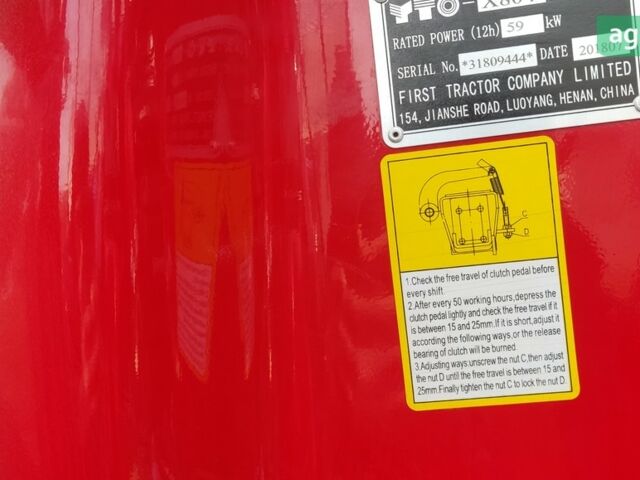 YTO-X804
RATED POWER (12h) 59 kW
SERIAL No. *31809444* DATE 201807
FIRST TRACTOR COMPANY LIMITED
154, JIANSHE ROAD, LUOYANG, HENAN, CHINA
ag
C
D
1.Check the free travel of clutch pedal before
every shift
2.After every 50 working hours,depress the
clutch pedal lightly and check the free travel if it
is between 15 and 25mm.If it is short,adjust it
according the following ways,or the release
bearing of clutch will be burned.
3.Adjusting ways:unscrew the nut C,then adjust
the nut D until the free travel is between 15 and
25mm.Finally tighten the nut C to lock the nut D.